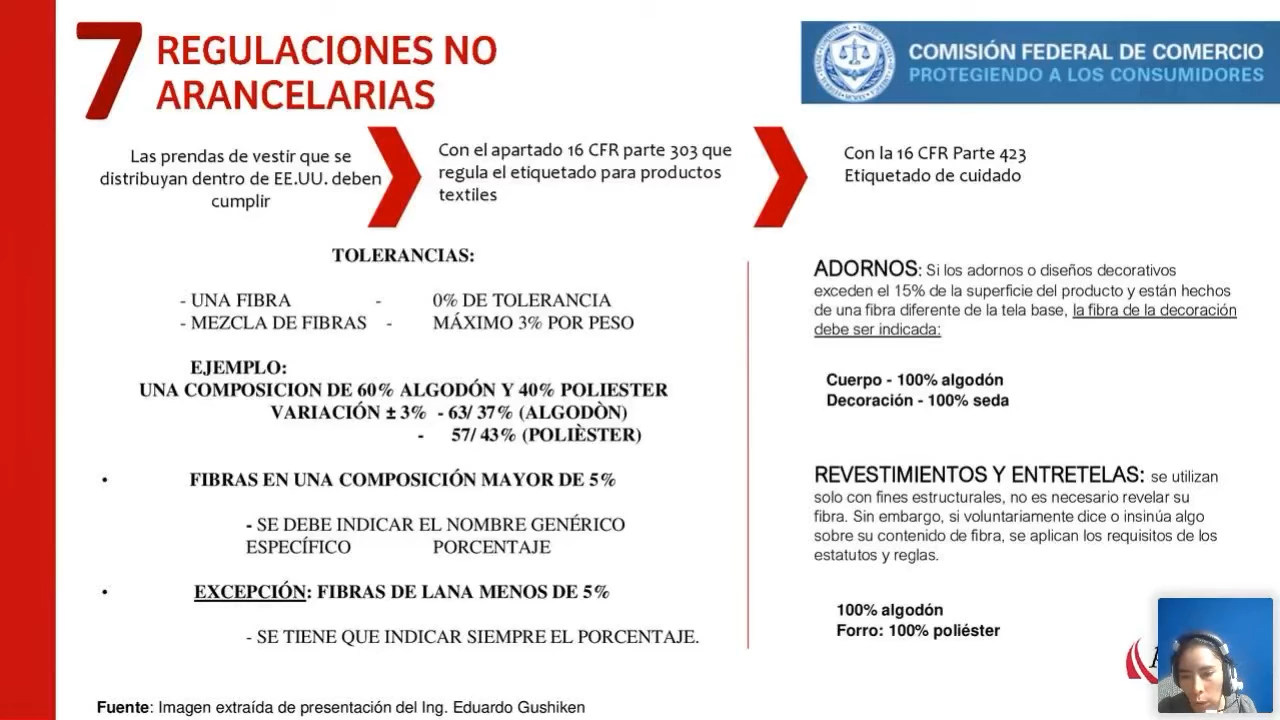 7 REGULACIONES NO
ARANCELARIAS
COMISIÓN FEDERAL DE COMERCIO
PROTEGIENDO A LOS CONSUMIDORES
Las prendas de vestir que se
distribuyan dentro de EE.UU. deben
cumplir
Con el apartado 16 CFR parte 303 que
regula el etiquetado para productos
textiles
Con la 16 CFR Parte 423
Etiquetado de cuidado
TOLERANCIAS:
- UNA FIBRA - 0% DE TOLERANCIA
- MEZCLA DE FIBRAS - MÁXIMO 3% POR PESO
EJEMPLO:
UNA COMPOSICION DE 60% ALGODÓN Y 40% POLIESTER
VARIACIÓN ± 3% - 63/ 37% (ALGODÒN)
- 57/ 43% (POLIÈSTER)
• FIBRAS EN UNA COMPOSICIÓN MAYOR DE 5%
- SE DEBE INDICAR EL NOMBRE GENÉRICO
ESPECÍFICO PORCENTAJE
• EXCEPCIÓN: FIBRAS DE LANA MENOS DE 5%
- SE TIENE QUE INDICAR SIEMPRE EL PORCENTAJE.
ADORNOS: Si los adornos o diseños decorativos
exceden el 15% de la superficie del producto y están hechos
de una fibra diferente de la tela base, la fibra de la decoración
debe ser indicada:
Cuerpo - 100% algodón
Decoración - 100% seda
REVESTIMIENTOS Y ENTRETELAS: se utilizan
solo con fines estructurales, no es necesario revelar su
fibra. Sin embargo, si voluntariamente dice o insinúa algo
sobre su contenido de fibra, se aplican los requisitos de los
estatutos y reglas.
100% algodón
Forro: 100% poliéster
Fuente: Imagen extraída de presentación del Ing. Eduardo Gushiken